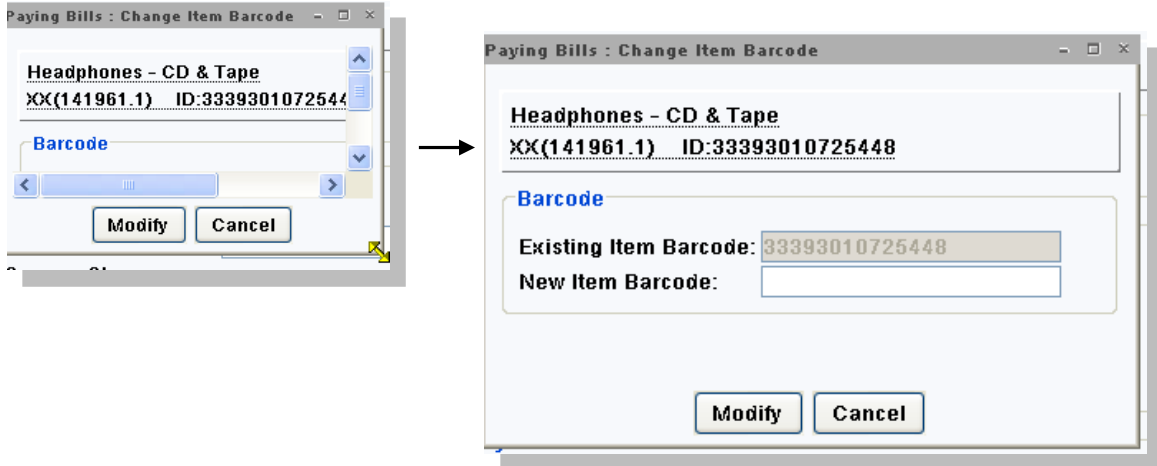 Paying Bills : Change Item Barcode
Headphones - CD & Tape
XX(141961.1) ID:3339301072544
Barcode
Modify Cancel
Paying Bills : Change Item Barcode
Headphones - CD & Tape
XX(141961.1) ID:33393010725448
Barcode
Existing Item Barcode: 33393010725448
New Item Barcode:
Modify Cancel